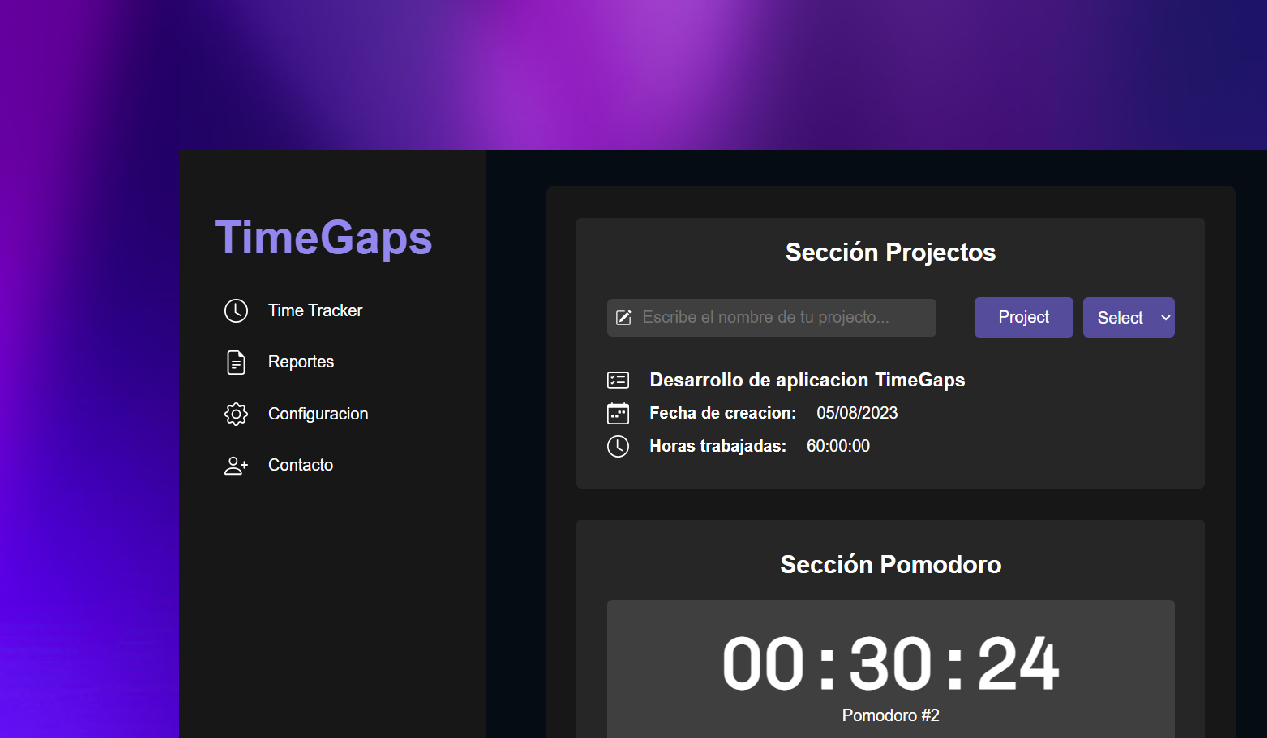 TimeGaps
Time Tracker
Reportes
Configuracion
Contacto
Sección Projectos
Escribe el nombre de tu projecto...
Project
Select
Desarrollo de aplicacion TimeGaps
Fecha de creacion: 05/08/2023
Horas trabajadas: 60:00:00
Sección Pomodoro
00:30:24
Pomodoro #2